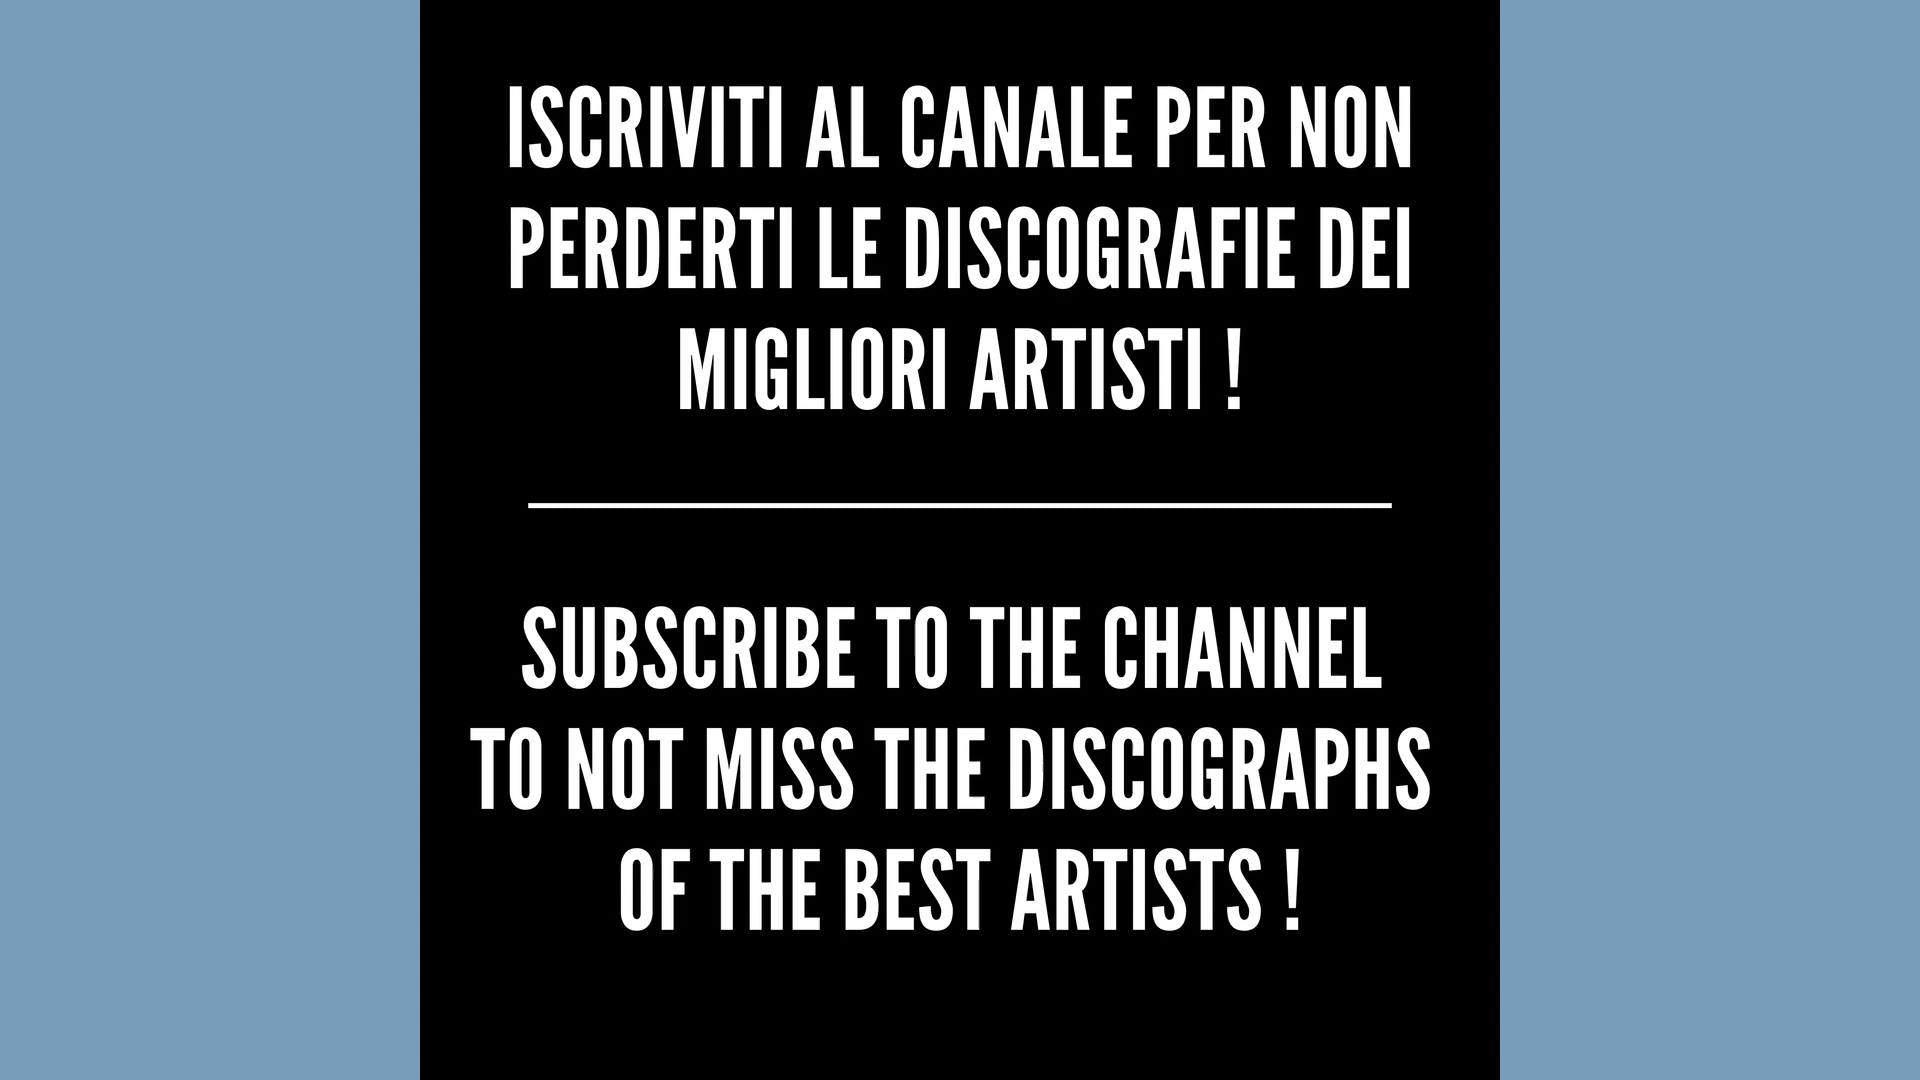 ISCRIVITI AL CANALE PER NON
PERDERTI LE DISCOGRAFIE DEI
MIGLIORI ARTISTI !
SUBSCRIBE TO THE CHANNEL
TO NOT MISS THE DISCOGRAPHS
OF THE BEST ARTISTS !